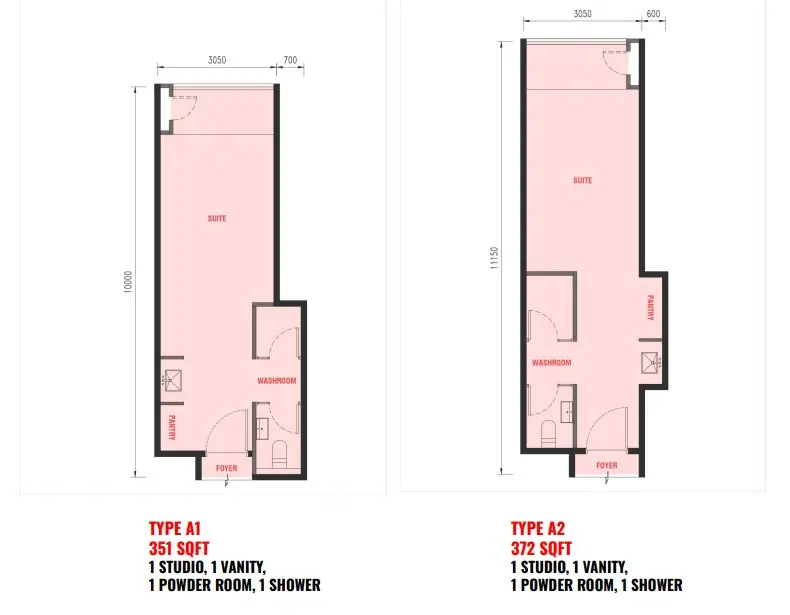 3050
700
10000
SUITE
WASHROOM
PANTRY
FOYER
TYPE A1
351 SQFT
1 STUDIO, 1 VANITY,
1 POWDER ROOM, 1 SHOWER
3050
600
11150
SUITE
PANTRY
WASHROOM
FOYER
TYPE A2
372 SQFT
1 STUDIO, 1 VANITY,
1 POWDER ROOM, 1 SHOWER